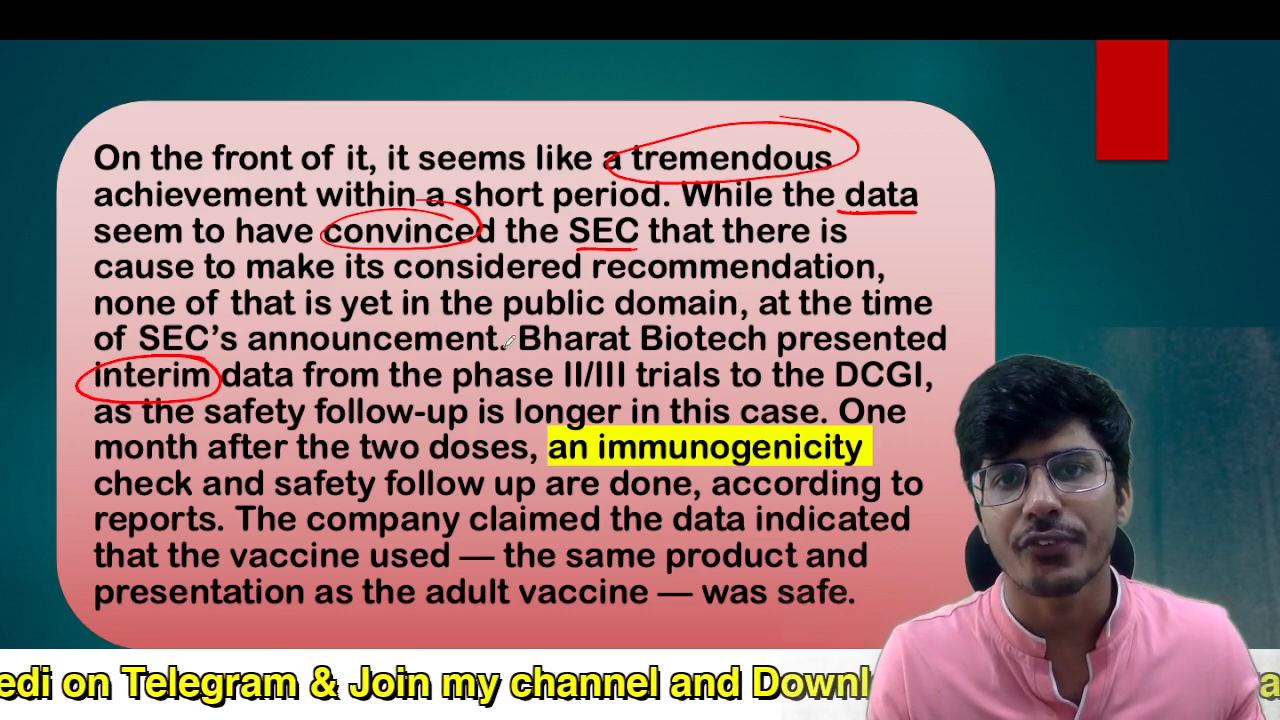 On the front of it, it seems like a tremendous
achievement within a short period. While the data
seem to have convinced the SEC that there is
cause to make its considered recommendation,
none of that is yet in the public domain, at the time
of SEC’s announcement. Bharat Biotech presented
interim data from the phase II/III trials to the DCGI,
as the safety follow-up is longer in this case. One
month after the two doses, an immunogenicity
check and safety follow up are done, according to
reports. The company claimed the data indicated
that the vaccine used — the same product and
presentation as the adult vaccine — was safe.
on Telegram & Join my channel and